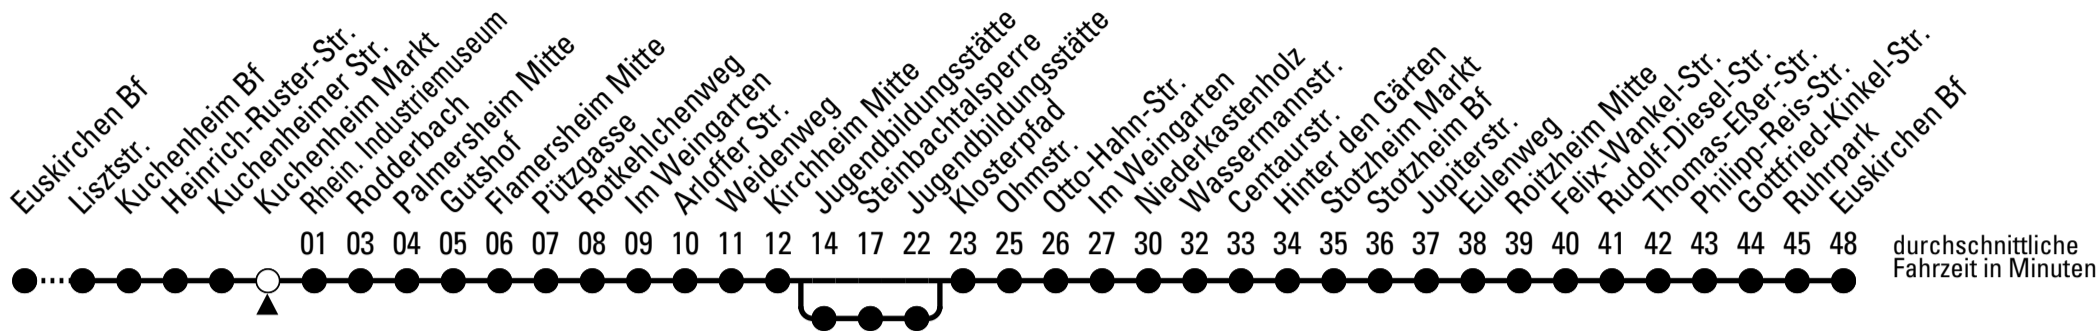 Euskirchen Bf
Lisztstr.
Kuchenheim Bf
Heinrich-Ruster-Str.
Kuchenheimer Str.
Kuchenheim Markt
Rhein. Industriemuseum
Rodderbach
Palmersheim Mitte
Gutshof
Flamersheim Mitte
Pützgasse
Rotkehlchenweg
Im Weingarten
Arloffer Str.
Weidenweg
Kirchheim Mitte
Jugendbildungsstätte
Steinbachtalsperre
Jugendbildungsstätte
Klosterpfad
Ohmstr.
Otto-Hahn-Str.
Im Weingarten
Niederkastenholz
Wassermannstr.
Centaurstr.
Hinter den Gärten
Stotzheim Markt
Stotzheim Bf
Jupiterstr.
Eulenweg
Roitzheim Mitte
Felix-Wankel-Str.
Rudolf-Diesel-Str.
Thomas-Eßer-Str.
Philipp-Reis-Str.
Gottfried-Kinkel-Str.
Ruhrpark
Euskirchen Bf
01 03 04 05 06 07 08 09 10 11 12 14 17 22 23 25 26 27 30 32 33 34 35 36 37 38 39 40 41 42 43 44 45 48
durchschnittliche
Fahrzeit in Minuten